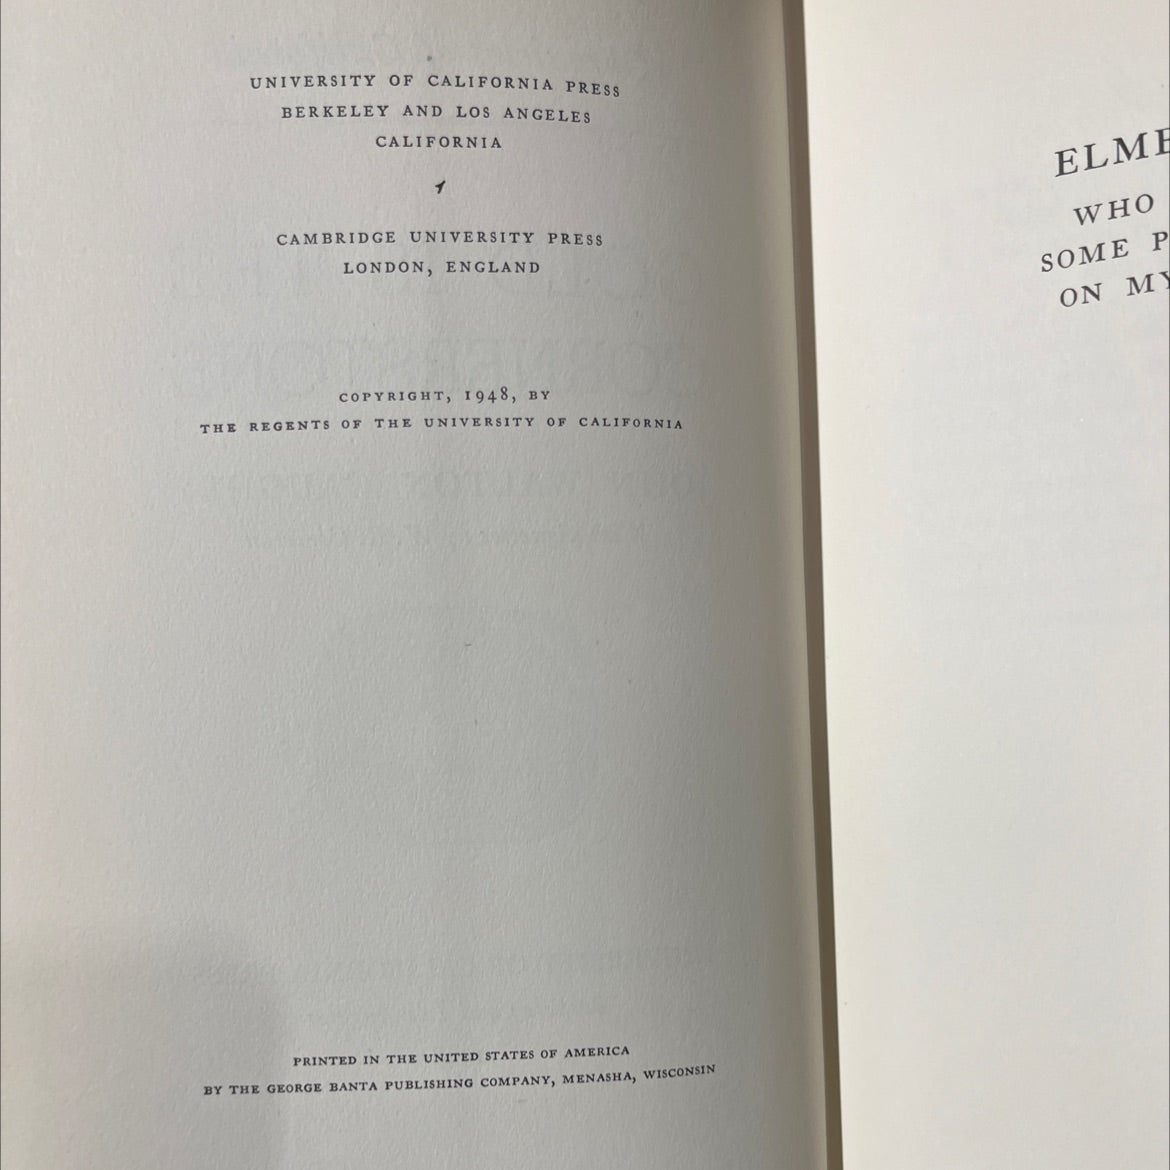 UNIVERSITY OF CALIFORNIA PRESS
BERKELEY AND LOS ANGELES
CALIFORNIA
CAMBRIDGE UNIVERSITY PRESS
LONDON, ENGLAND
COPYRIGHT, 1948, BY
THE REGENTS OF THE UNIVERSITY OF CALIFORNIA
PRINTED IN THE UNITED STATES OF AMERICA
BY THE GEORGE BANTA PUBLISHING COMPANY, MENASHA, WISCONSIN
WHO
SOME
ON